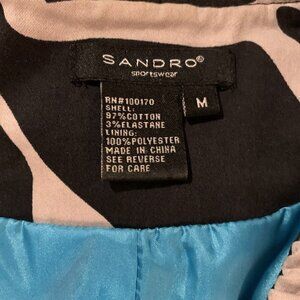 SANDRO®
sportswear
M
RN#100170
SHELL:
97%COTTON
3%ELASTANE
LINING:
100%POLYESTER
MADE IN CHINA
SEE REVERSE
FOR CARE